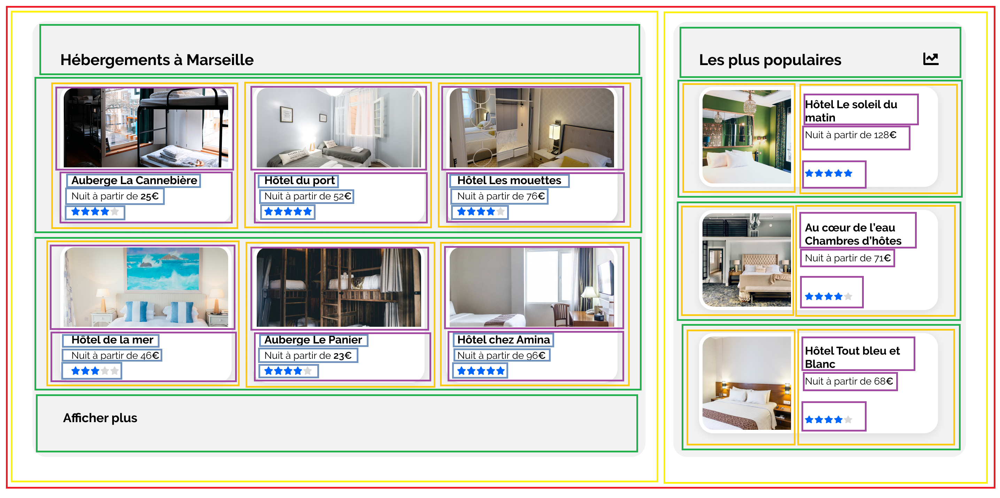 Hébergements à Marseille
Auberge La Cannebière
Nuit à partir de 25€
Hôtel du port
Nuit à partir de 52€
Hôtel Les mouettes
Nuit à partir de 76€
Hôtel de la mer
Nuit à partir de 46€
Auberge Le Panier
Nuit à partir de 23€
Hôtel chez Amina
Nuit à partir de 96€
Afficher plus
Les plus populaires
Hôtel Le soleil du
matin
Nuit à partir de 128€
Au cœur de l’eau
Chambres d’hôtes
Nuit à partir de 71€
Hôtel Tout bleu et
Blanc
Nuit à partir de 68€